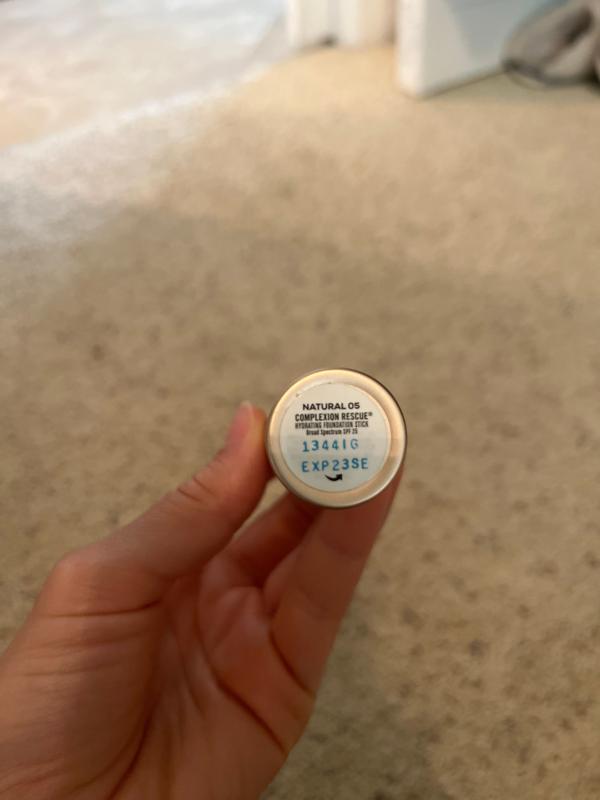 NATURAL 05
COMPLEXION RESCUE®
HYDRATING FOUNDATION STICK
Broad Spectrum SPF 25
13441G
EXP23SE